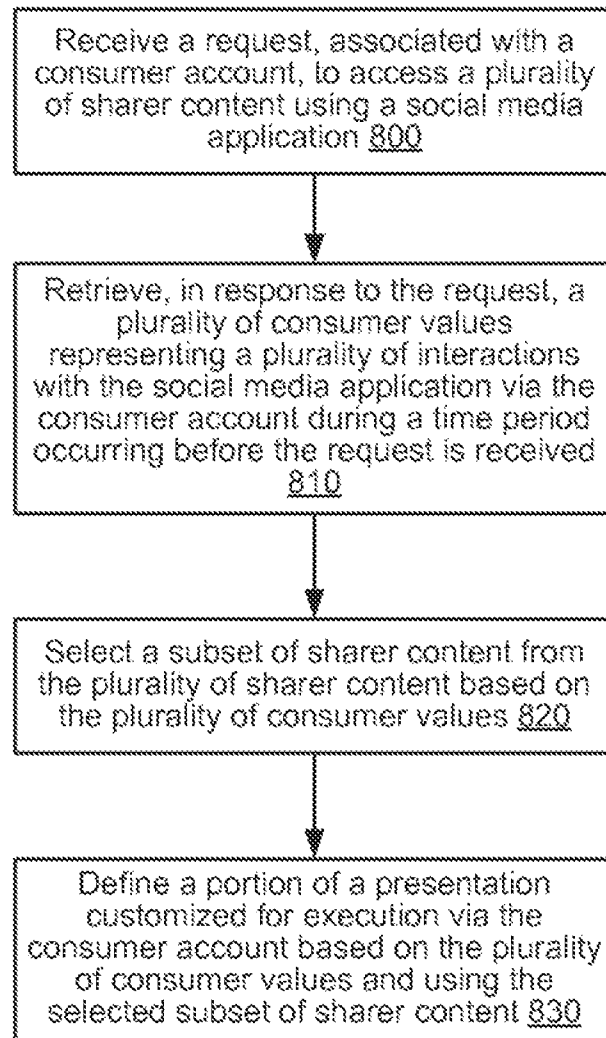 Receive a request, associated with a
consumer account, to access a plurality
of sharer content using a social media
application 800
Retrieve, in response to the request, a
plurality of consumer values
representing a plurality of interactions
with the social media application via the
consumer account during a time period
occurring before the request is received
810
Select a subset of sharer content from
the plurality of sharer content based on
the plurality of consumer values 820
Define a portion of a presentation
customized for execution via the
consumer account based on the plurality
of consumer values and using the
selected subset of sharer content 830